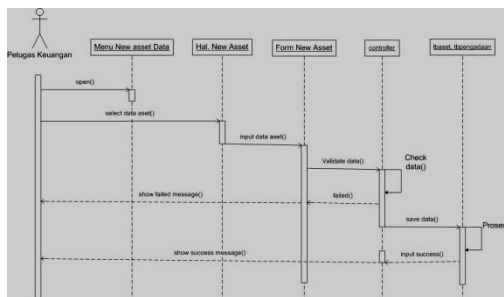 Petugas Keuangan
Menu New asset Data
Hal. New Asset
Form New Asset
controller
tbaset, tbpengadaan
open()
select data aset()
input data aset()
Validate data()
Check
data()
show failed message()
failed()
save data()
Proses
show success message()
input success()